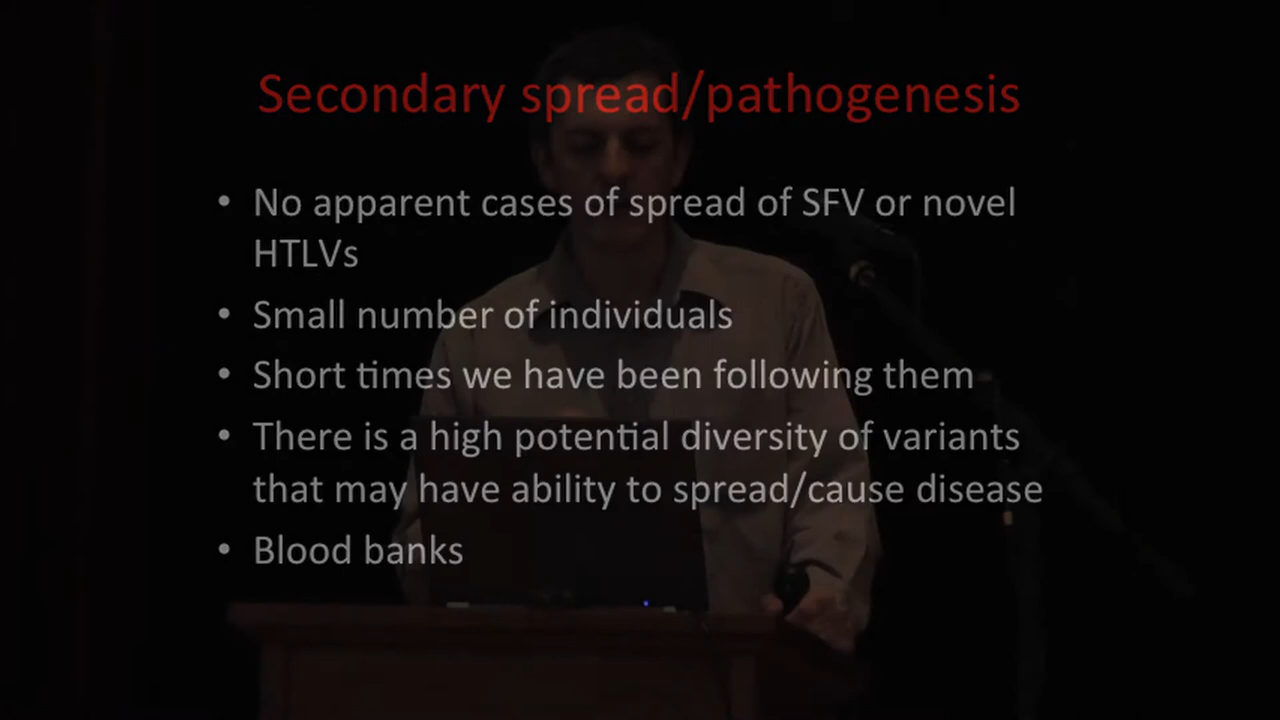 Secondary spread/pathogenesis
• No apparent cases of spread of SFV or novel
HTLVs
• Small number of individuals
• Short times we have been following them
• There is a high potential diversity of variants
that may have ability to spread/cause disease
• Blood banks